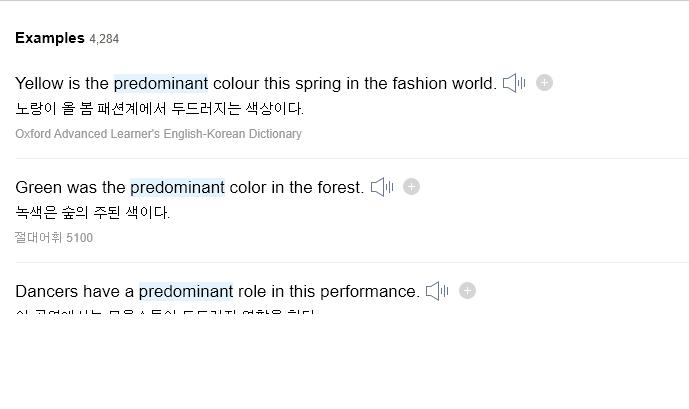 Examples 4,284
Yellow is the predominant colour this spring in the fashion world.
노랑이 올 봄 패션계에서 두드러지는 색상이다.
Oxford Advanced Learner's English-Korean Dictionary
Green was the predominant color in the forest.
녹색은 숲의 주된 색이다.
절대어휘 5100
Dancers have a predominant role in this performance.